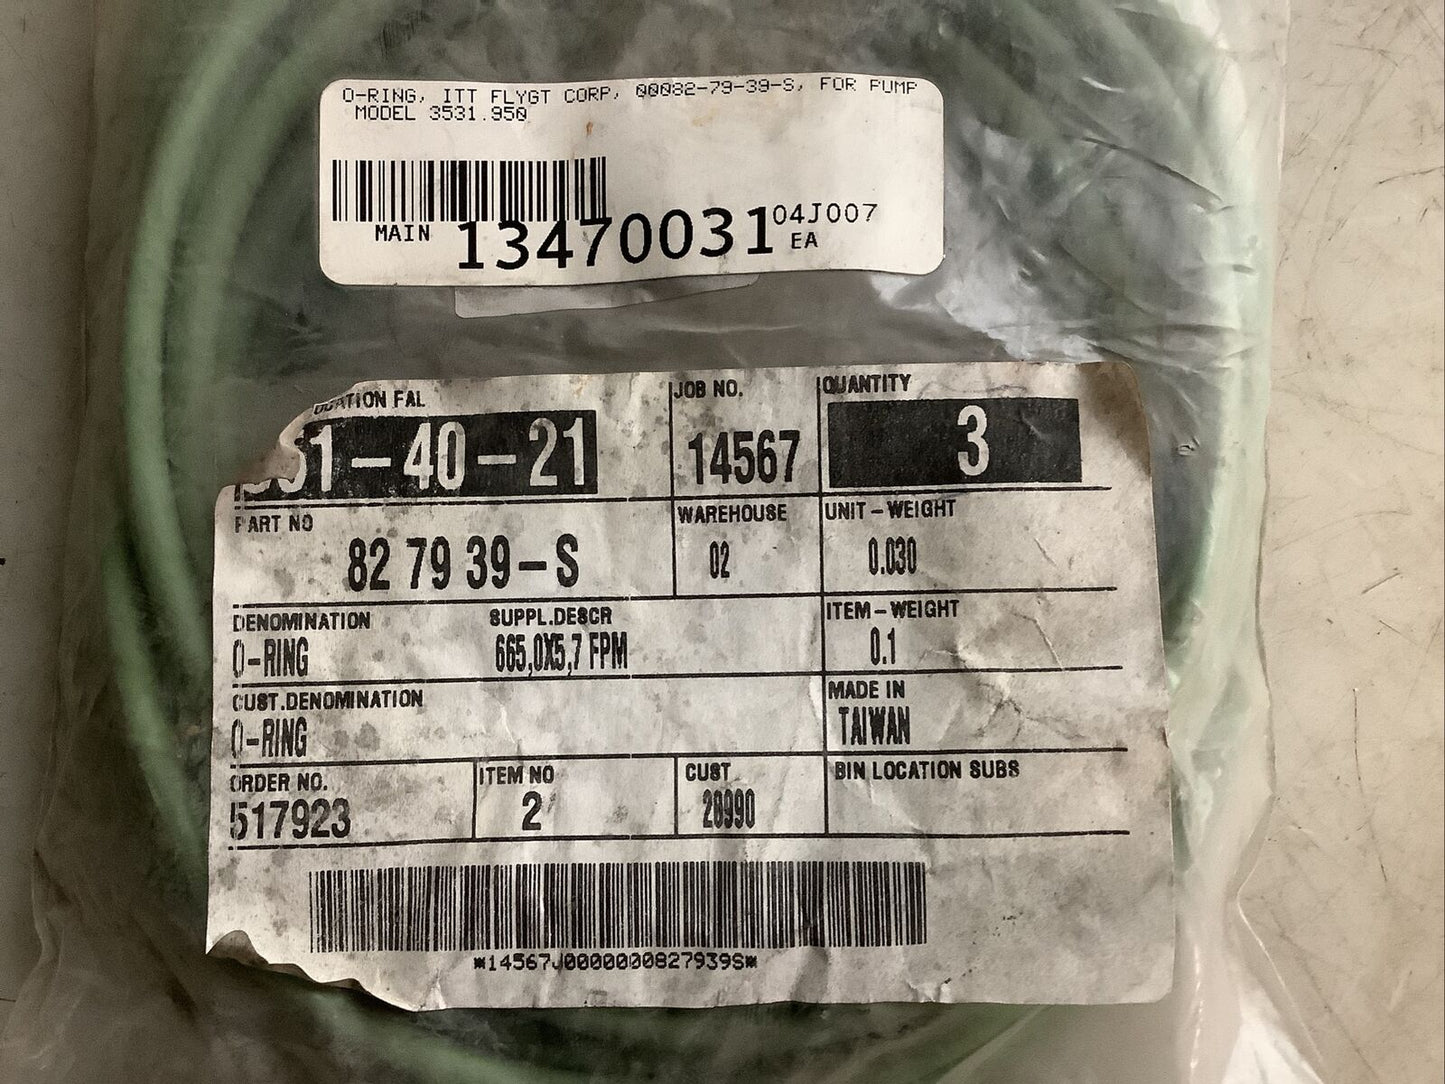 O-RING, ITT FLYGT CORP, 00082-79-39-S, FOR PUMP
MODEL 3531.950
MAIN 13470031 04J007
EA
FAL
JOB NO.
QUANTITY
-40-21
14567
3
PART NO
WAREHOUSE
UNIT-WEIGHT
82 79 39-S
02
0.030
DENOMINATION
SUPPL.DESCR
ITEM-WEIGHT
O-RING
665,0X5,7 FPM
0.1
CUST.DENOMINATION
MADE IN
O-RING
TAIWAN
ORDER NO.
ITEM NO
CUST
BIN LOCATION SUBS
517923
2
28990
*14567J0000000827939S*